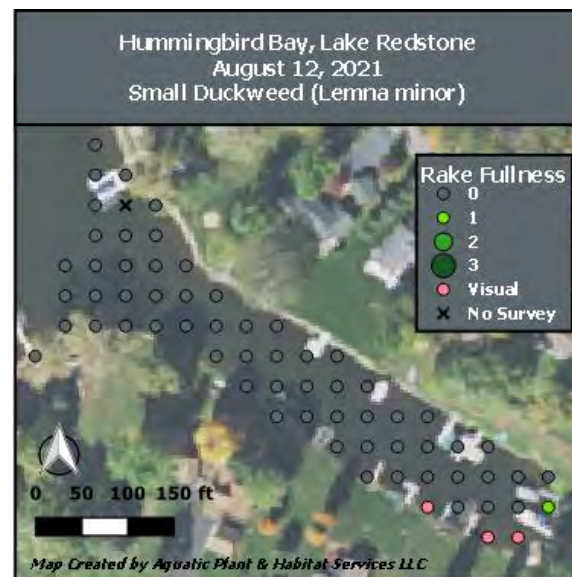 Hummingbird Bay, Lake Redstone
August 12, 2021
Small Duckweed (Lemna minor)
Rake Fullness
0
1
2
3
Visual
No Survey
0 50 100 150 ft
Map Created by Aquatic Plant & Habitat Services LLC